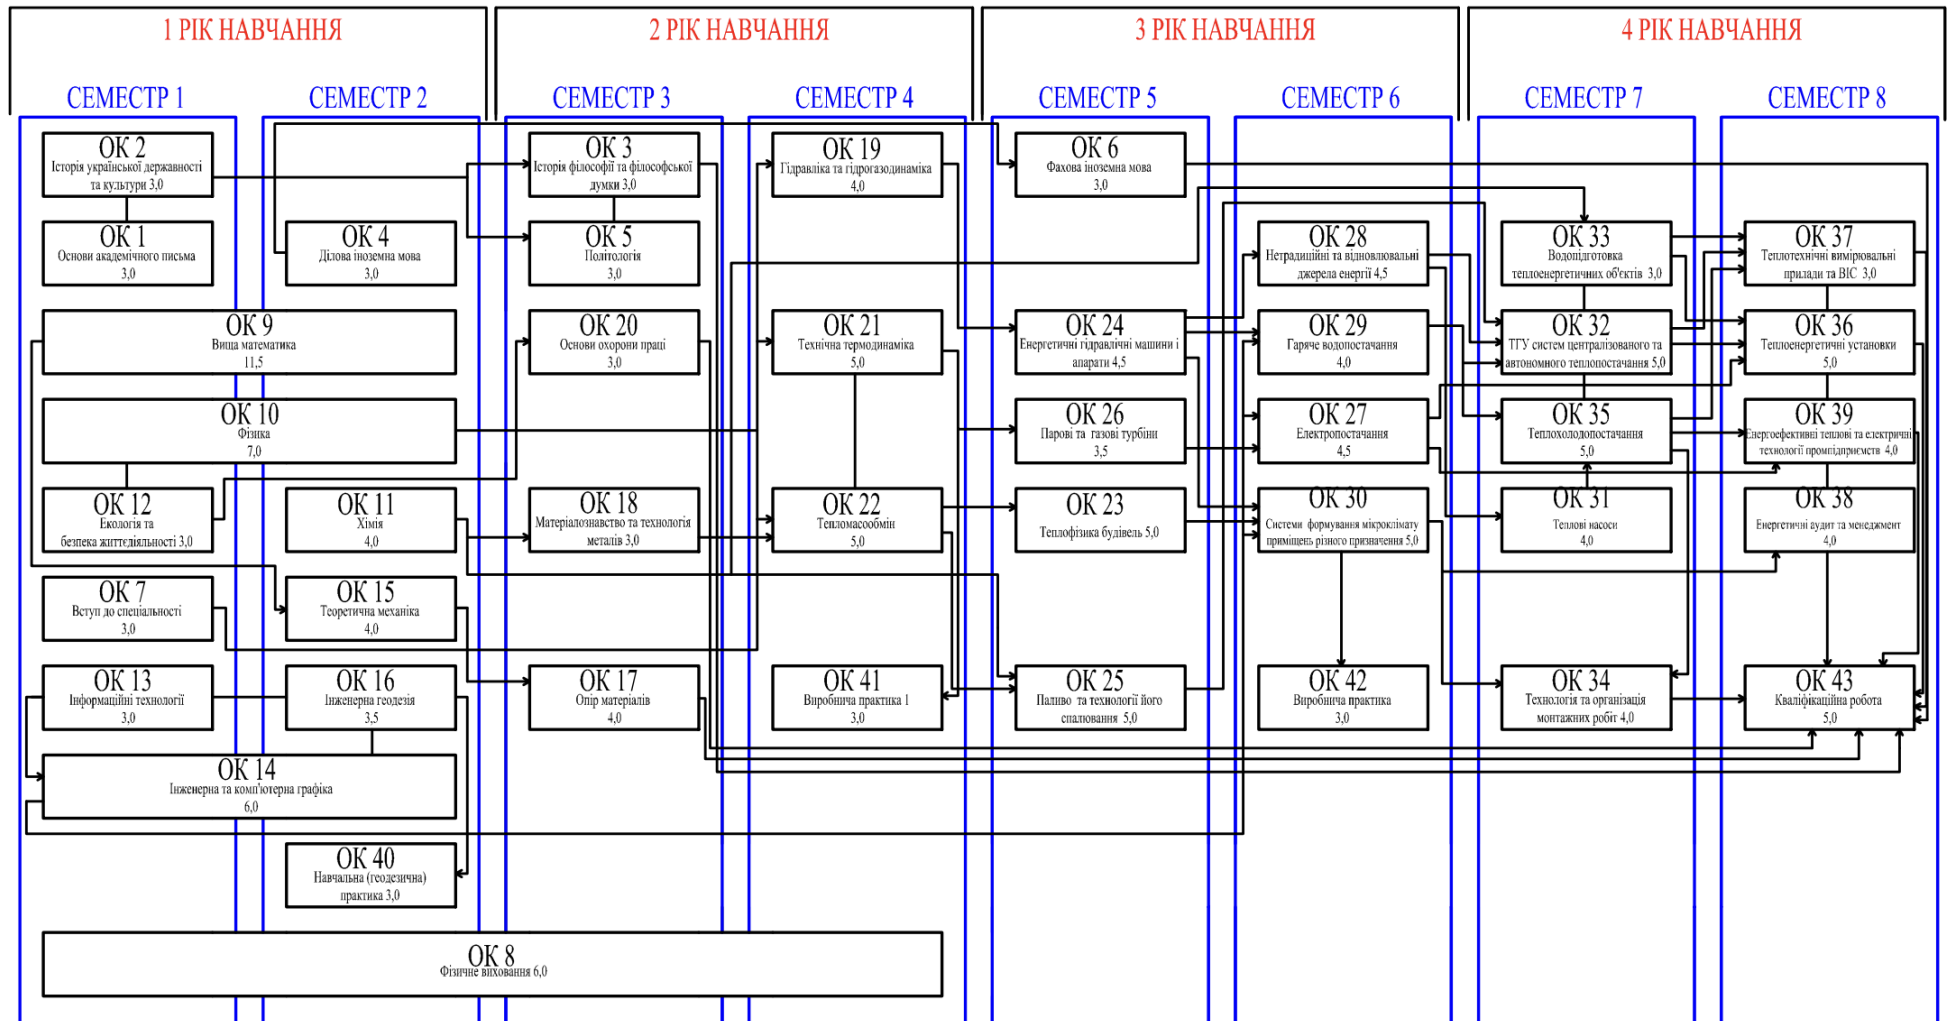 1 РІК НАВЧАННЯ
2 РІК НАВЧАННЯ
3 РІК НАВЧАННЯ
4 РІК НАВЧАННЯ
СЕМЕСТР 1
СЕМЕСТР 2
СЕМЕСТР 3
СЕМЕСТР 4
СЕМЕСТР 5
СЕМЕСТР 6
СЕМЕСТР 7
СЕМЕСТР 8
ОК 2
Історія української державності
та культури 3,0
ОК 3
Історія філософії та філософської
думки 3,0
ОК 19
Гідравліка та гідрогазодинаміка
4,0
ОК 6
Фахова іноземна мова
3,0
ОК 1
Основи академічного письма
3,0
ОК 4
Ділова іноземна мова
3,0
ОК 5
Політологія
3,0
ОК 28
Нетрадиційні та відновлювальні
джерела енергії 4,5
ОК 33
Водопідготовка
теплоенергетичних об'єктів 3,0
ОК 37
Теплотехнічні вимірювальні
прилади та ВІС 3,0
ОК 9
Вища математика
11,5
ОК 20
Основи охорони праці
3,0
ОК 21
Технічна термодинаміка
5,0
ОК 24
Енергетичні гідравлічні машини і
апарати 4,5
ОК 29
Гаряче водопостачання
4,0
ОК 32
ТГУ систем централізованого та
автономного теплопостачання 5,0
ОК 36
Теплоенергетичні установки
5,0
ОК 10
Фізика
7,0
ОК 26
Парові та газові турбіни
3,5
ОК 27
Електропостачання
4,5
ОК 35
Теплохолодопостачання
5,0
ОК 39
Енергоефективні теплові та електричні
технології промпідприємств 4,0
ОК 12
Екологія та
безпека життєдіяльності 3,0
ОК 11
Хімія
4,0
ОК 18
Матеріалознавство та технологія
металів 3,0
ОК 22
Тепломасообмін
5,0
ОК 23
Теплофізика будівель 5,0
ОК 30
Системи формування мікроклімату
приміщень різного призначення 5,0
ОК 31
Теплові насоси
4,0
ОК 38
Енергетичні аудит та менеджмент
4,0
ОК 7
Вступ до спеціальності
3,0
ОК 15
Теоретична механіка
4,0
ОК 13
Інформаційні технології
3,0
ОК 16
Інженерна геодезія
3,5
ОК 17
Опір матеріалів
4,0
ОК 41
Виробнича практика 1
3,0
ОК 25
Паливо та технології його
спалювання 5,0
ОК 42
Виробнича практика
3,0
ОК 34
Технологія та організація
монтажних робіт 4,0
ОК 43
Кваліфікаційна робота
5,0
ОК 14
Інженерна та комп'ютерна графіка
6,0
ОК 40
Навчальна (геодезична)
практика 3,0
ОК 8
Фізичне виховання 6,0